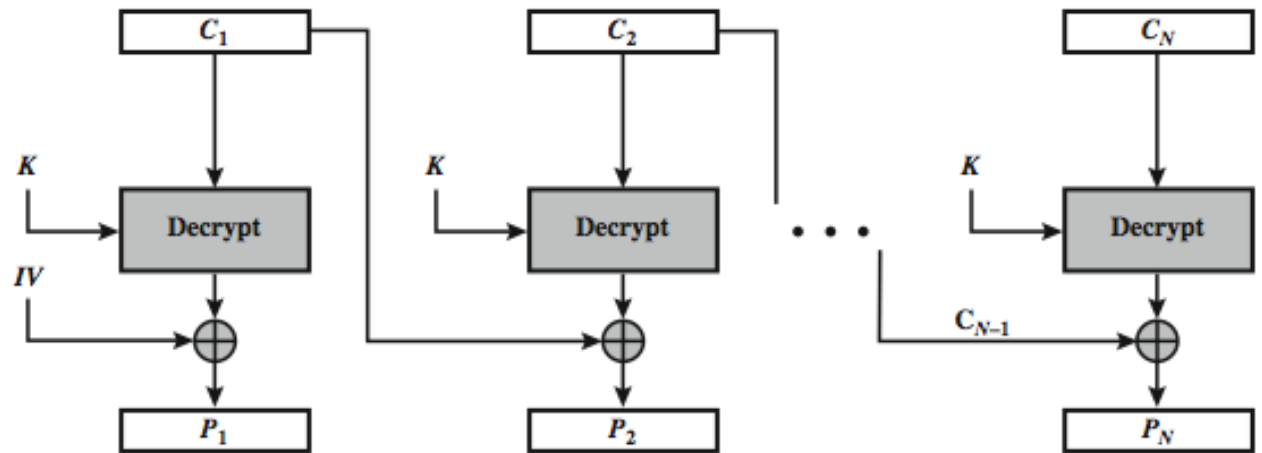 C1 C2 CN
K K K
Decrypt Decrypt • • • Decrypt
IV
CN–1
P1 P2 PN